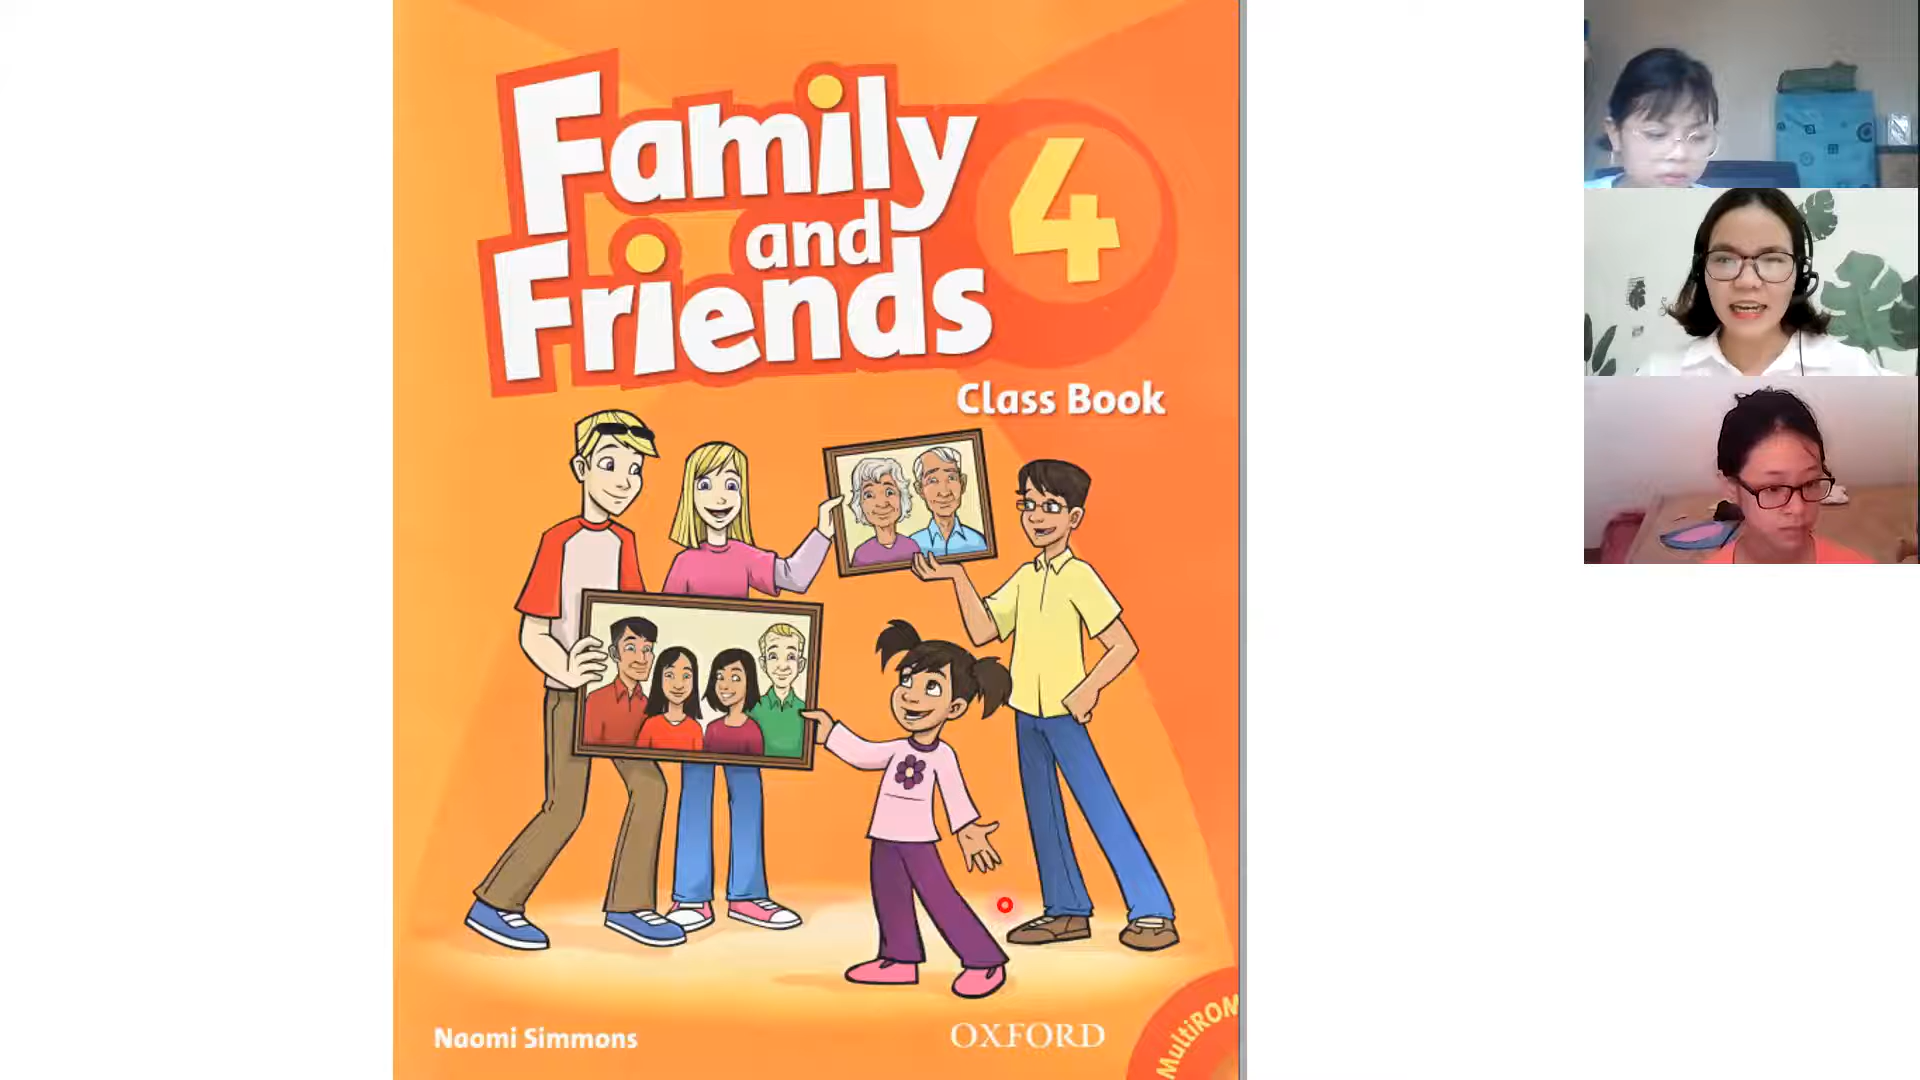 Family
and
Friends
4
Class Book
Naomi Simmons
OXFORD
MultiROM